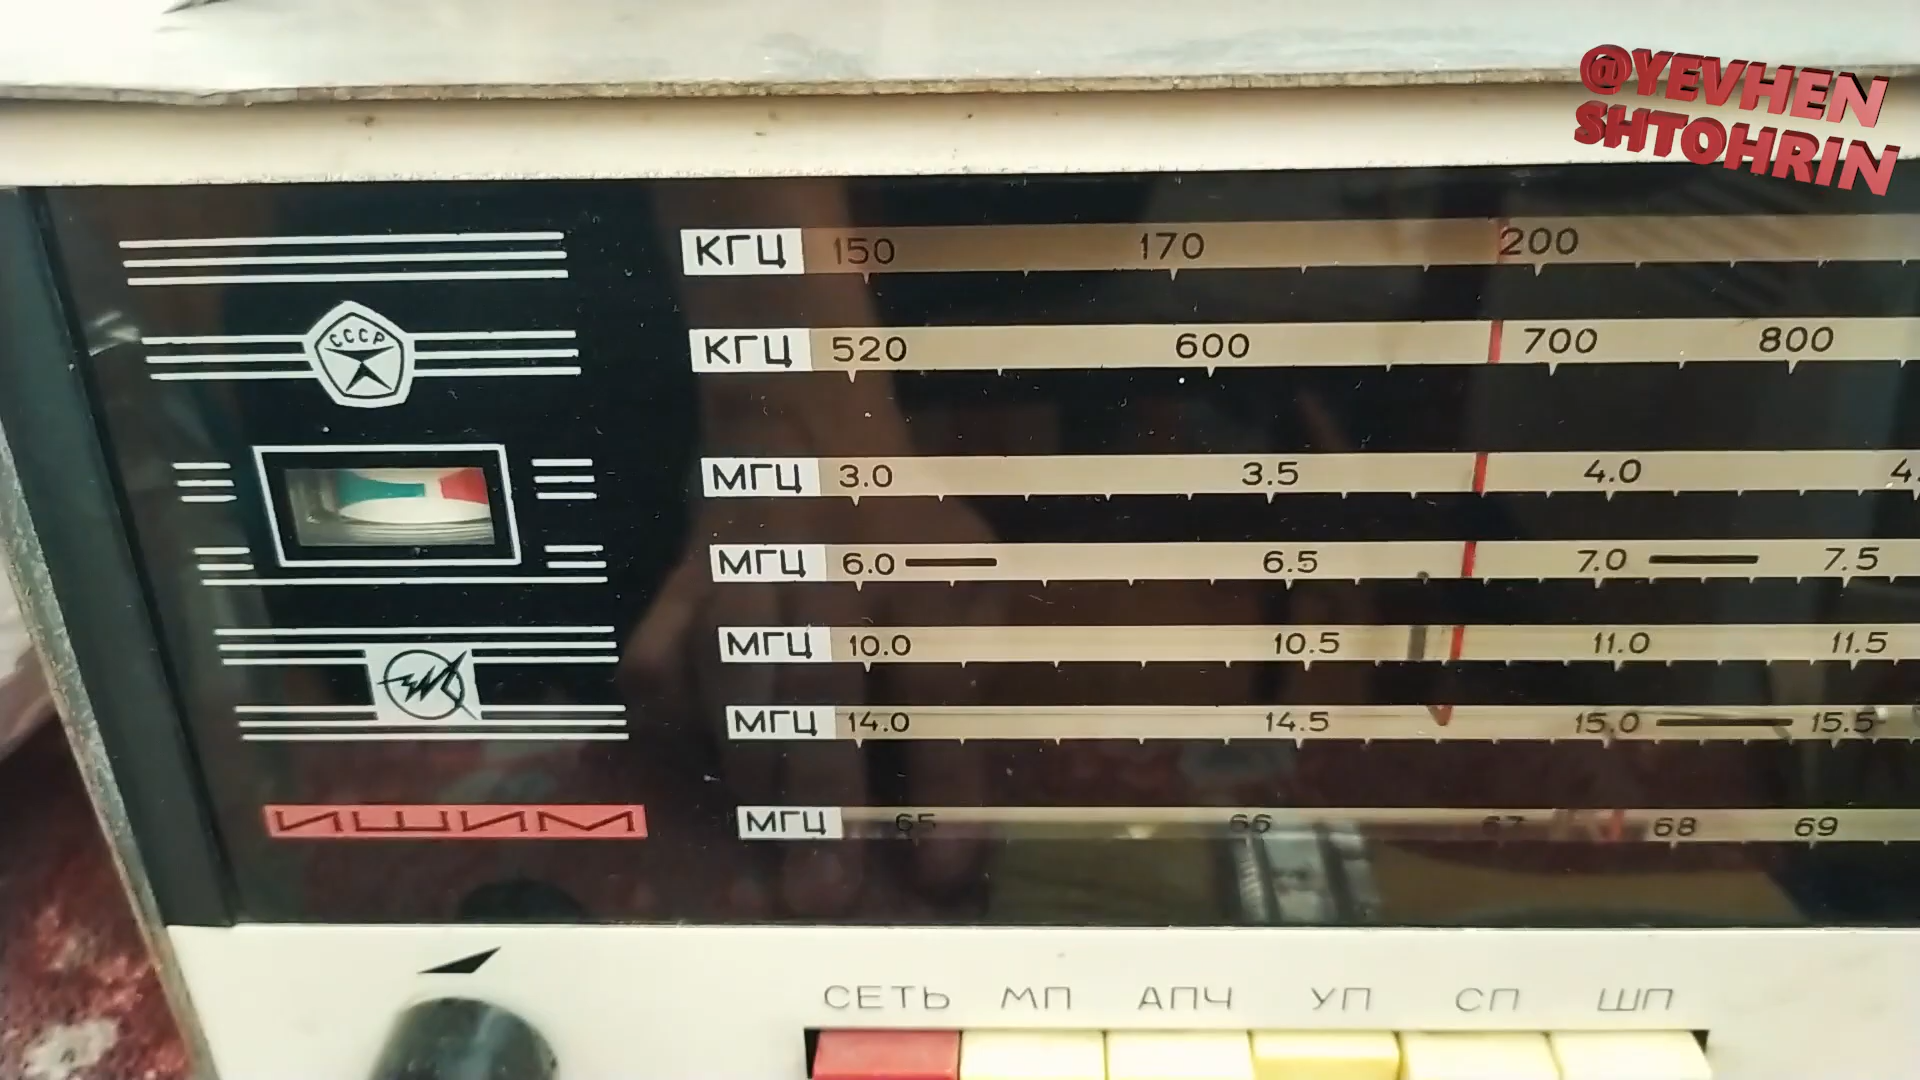 @YEVHEN
SHTOHRIN
КГЦ 150 170 200
СССР
КГЦ 520 600 700 800
МГЦ 3.0 3.5 4.0
МГЦ 6.0 6.5 7.0 7.5
МГЦ 10.0 10.5 11.0 11.5
МГЦ 14.0 14.5 15.0 15.5
ИШИМ
МГЦ 65 66 67 68 69
СЕТЬ МП АПЧ УП СП ШП